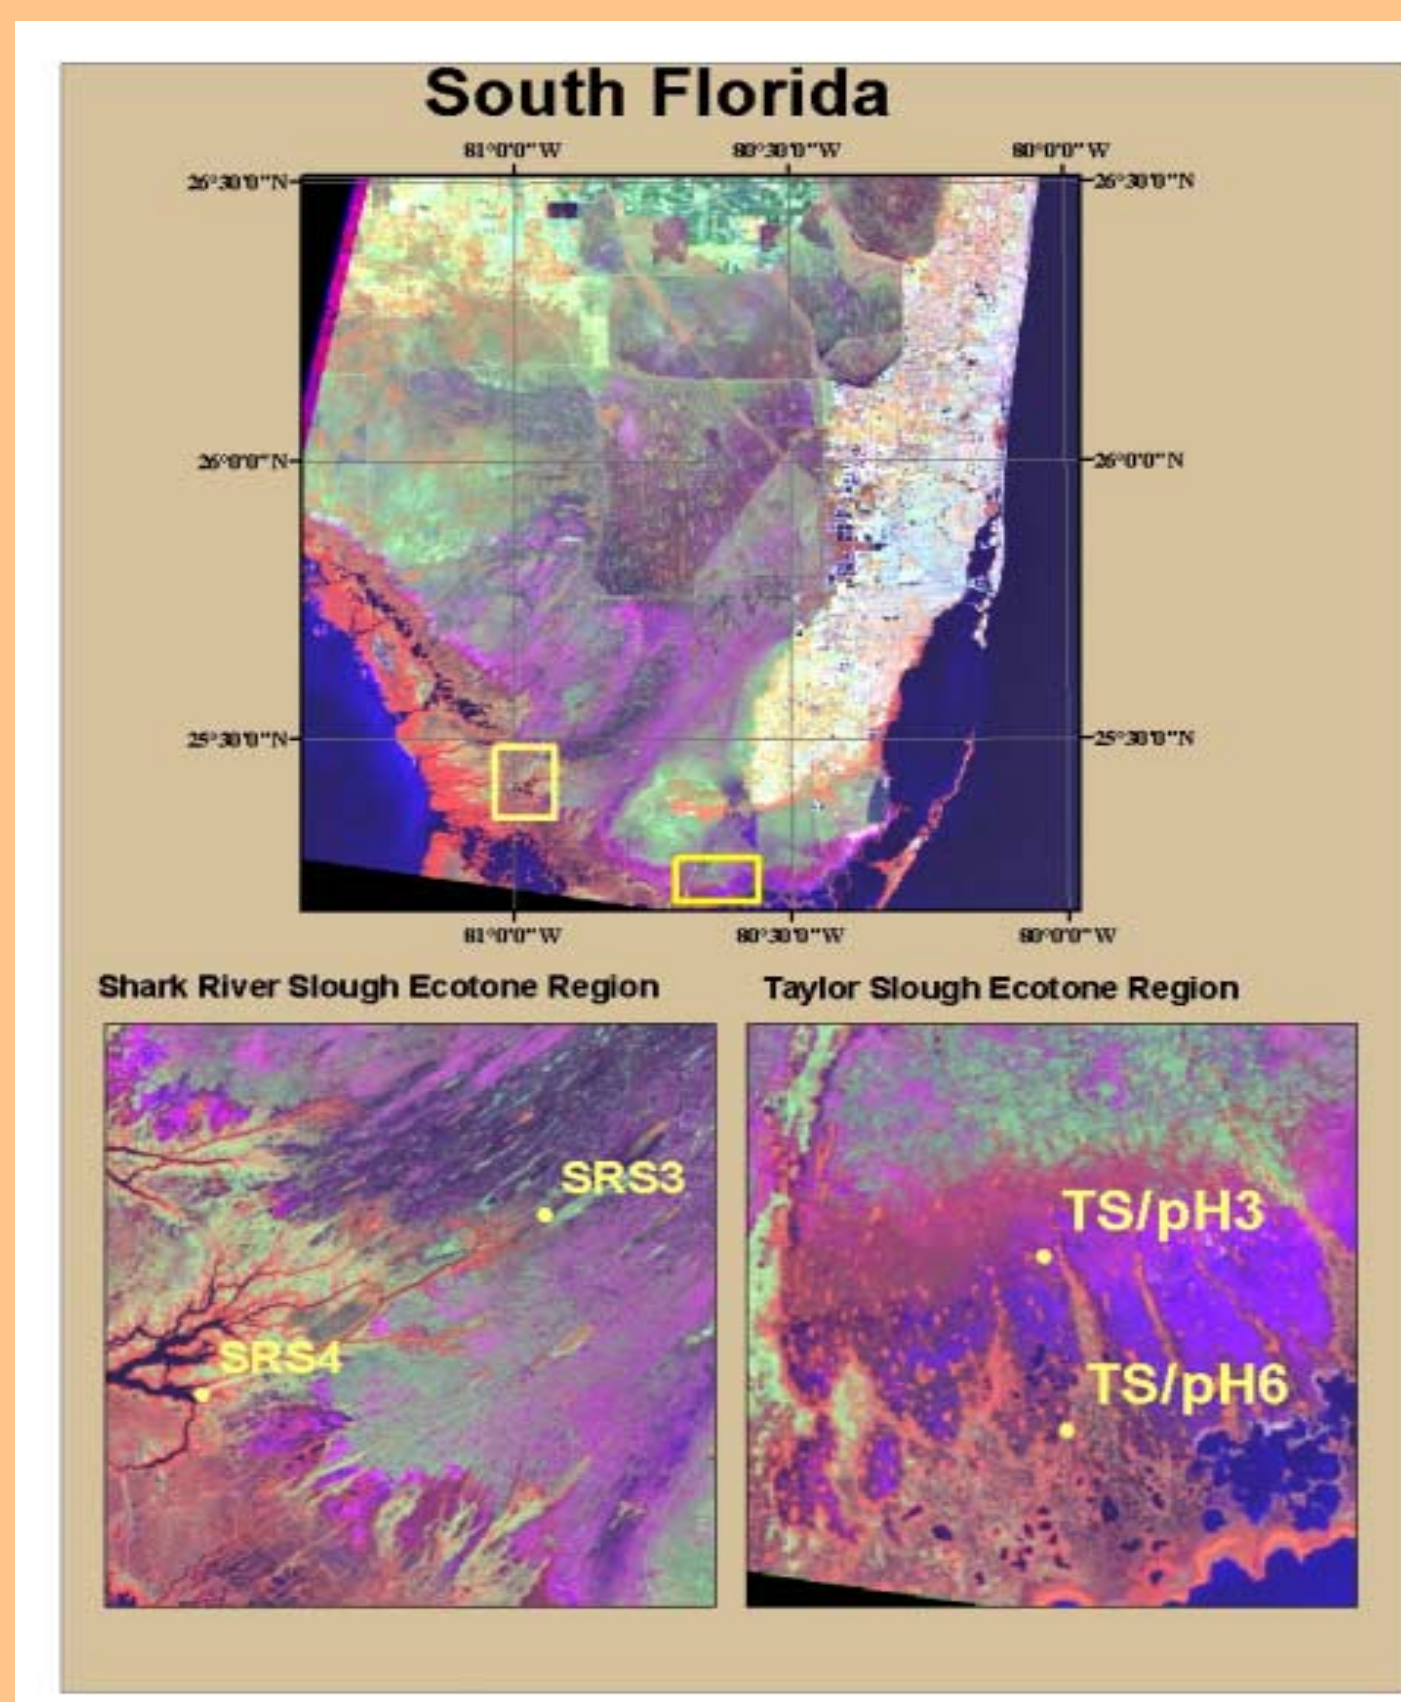 South Florida
81°0'0"W 80°30'0"W 80°0'0"W
26°30'0"N 26°30'0"N
26°0'0"N 26°0'0"N
25°30'0"N 25°30'0"N
81°0'0"W 80°30'0"W 80°0'0"W
Shark River Slough Ecotone Region Taylor Slough Ecotone Region
SRS3
TS/pH3
SRS4
TS/pH6